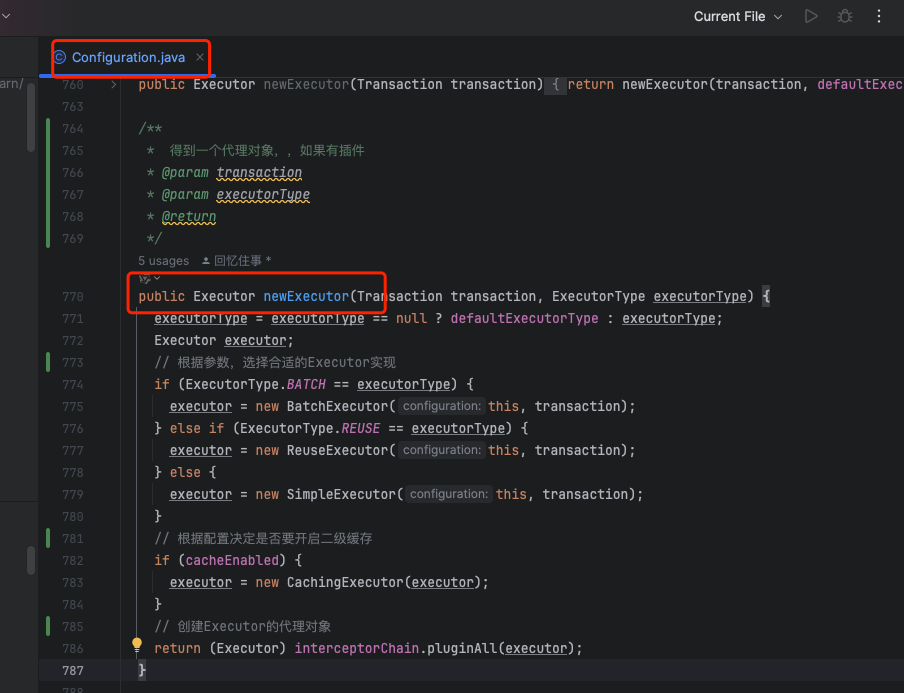 Current File
arn/
Configuration.java
760 public Executor newExecutor(Transaction transaction) { return newExecutor(transaction, defaultExec
763
764 /**
765 * 得到一个代理对象，，如果有插件
766 * @param transaction
767 * @param executorType
768 * @return
769 */
5 usages 回忆住事 *
770 public Executor newExecutor(Transaction transaction, ExecutorType executorType) {
771 executorType = executorType == null ? defaultExecutorType : executorType;
772 Executor executor;
773 // 根据参数，选择合适的Executor实现
774 if (ExecutorType.BATCH == executorType) {
775 executor = new BatchExecutor( configuration: this, transaction);
776 } else if (ExecutorType.REUSE == executorType) {
777 executor = new ReuseExecutor( configuration: this, transaction);
778 } else {
779 executor = new SimpleExecutor( configuration: this, transaction);
780 }
781 // 根据配置决定是否要开启二级缓存
782 if (cacheEnabled) {
783 executor = new CachingExecutor(executor);
784 }
785 // 创建Executor的代理对象
786 return (Executor) interceptorChain.pluginAll(executor);
787 }
788